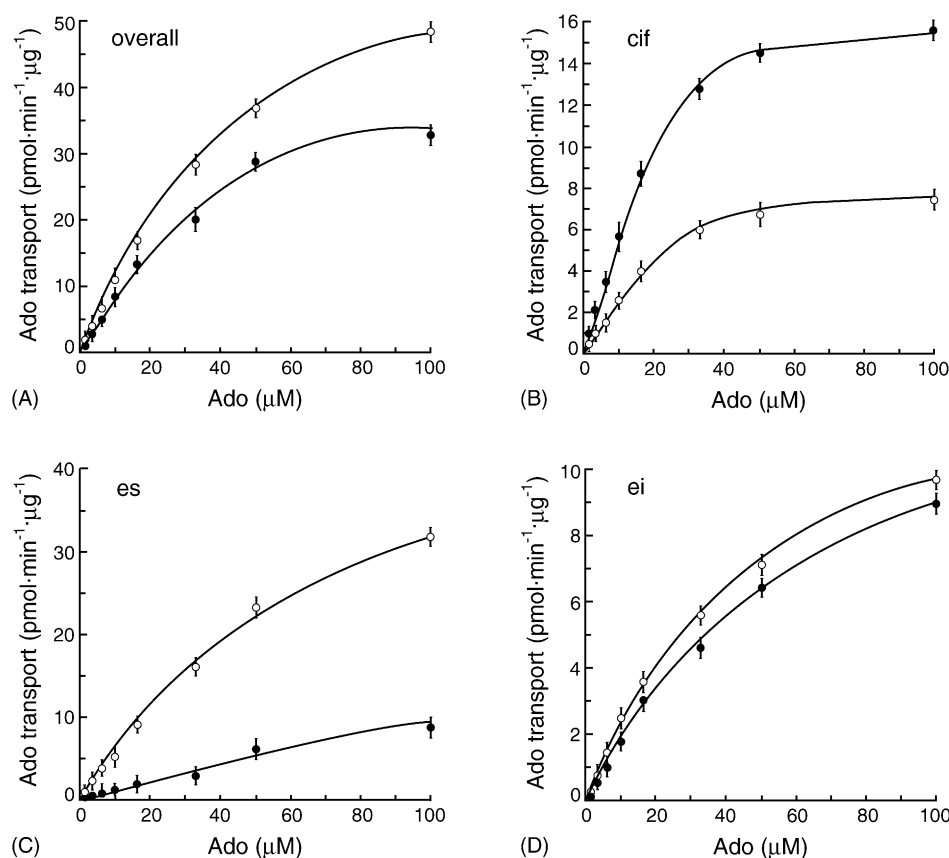 overall
Ado transport (pmol·min⁻¹·μg⁻¹)
50
40
30
20
10
0
0 20 40 60 80 100
(A)
Ado (μM)
cif
Ado transport (pmol·min⁻¹·μg⁻¹)
16
14
12
10
8
6
4
2
0
0 20 40 60 80 100
(B)
Ado (μM)
es
Ado transport (pmol·min⁻¹·μg⁻¹)
40
30
20
10
0
0 20 40 60 80 100
(C)
Ado (μM)
ei
Ado transport (pmol·min⁻¹·μg⁻¹)
10
8
6
4
2
0
0 20 40 60 80 100
(D)
Ado (μM)